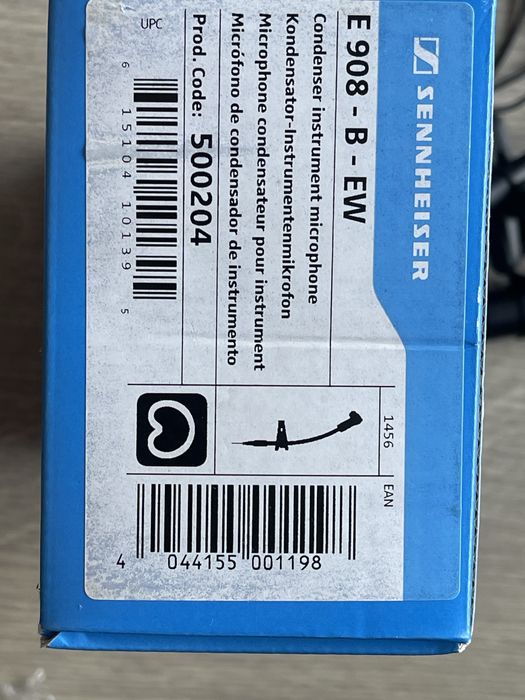 SENNHEISER
E 908 - B - EW
Condenser instrument microphone
Kondensator-Instrumentenmikrofon
Microphone condensateur pour instrument
Micrófono de condensador de instrumento
Prod. Code: 500204
UPC
6 15104 10139 5
1456
EAN
4 044155 001198